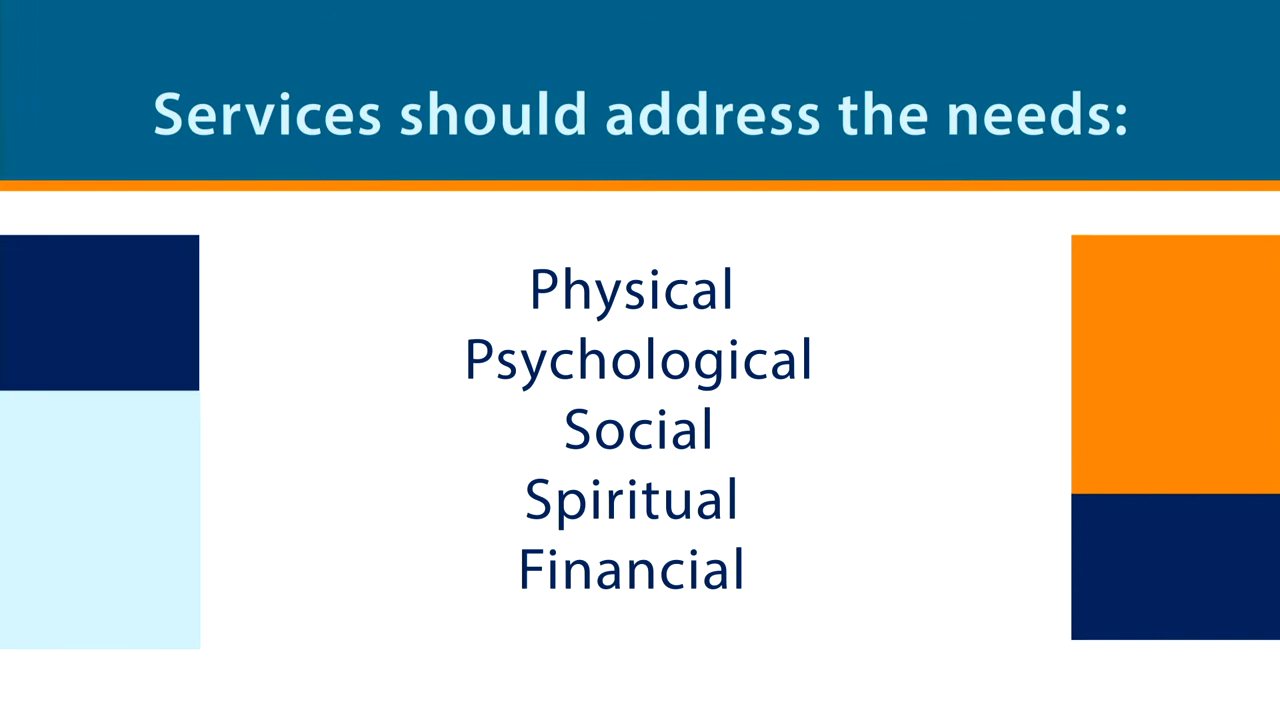 Services should address the needs:
Physical
Psychological
Social
Spiritual
Financial